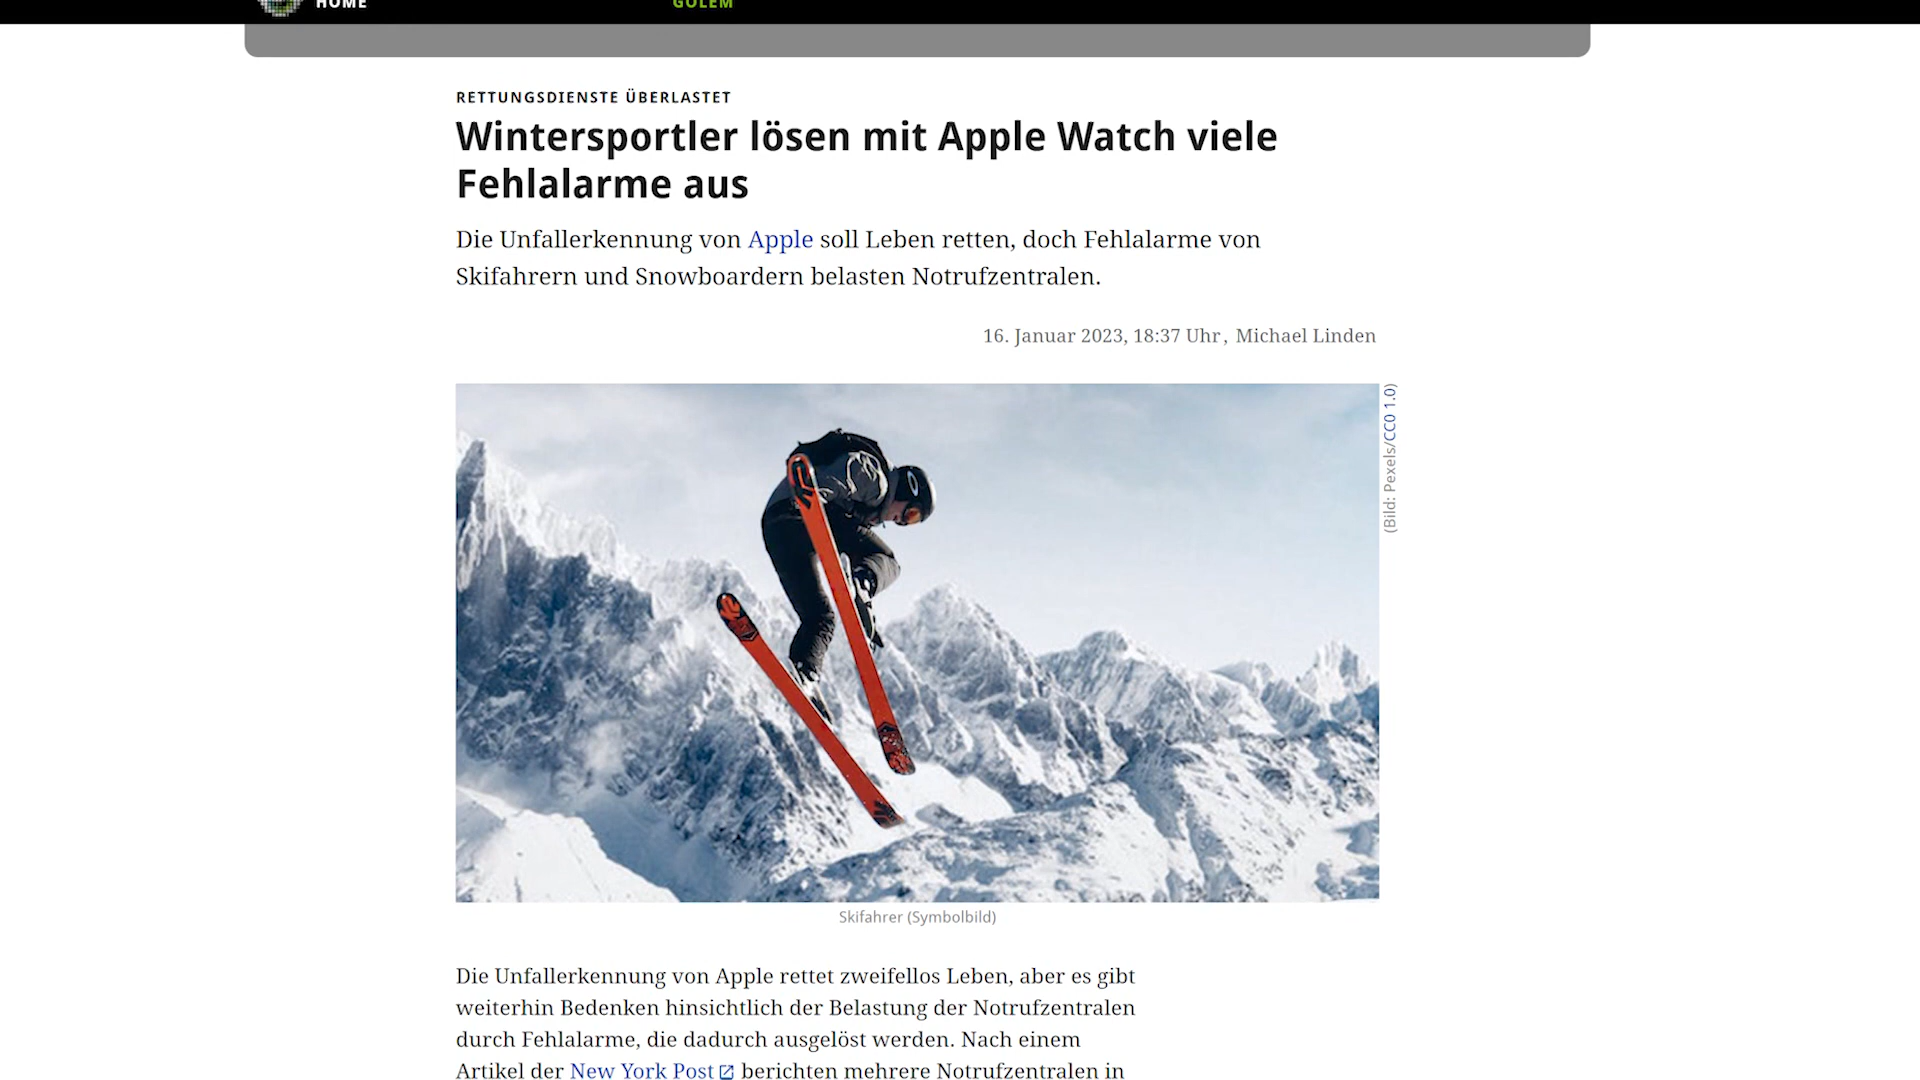 HOME
GOLEM
RETTUNGSDIENSTE ÜBERLASTET
Wintersportler lösen mit Apple Watch viele
Fehlalarme aus
Die Unfallerkennung von Apple soll Leben retten, doch Fehlalarme von
Skifahrern und Snowboardern belasten Notrufzentralen.
16. Januar 2023, 18:37 Uhr, Michael Linden
(Bild: Pexels/CC0 1.0)
Skifahrer (Symbolbild)
Die Unfallerkennung von Apple rettet zweifellos Leben, aber es gibt
weiterhin Bedenken hinsichtlich der Belastung der Notrufzentralen
durch Fehlalarme, die dadurch ausgelöst werden. Nach einem
Artikel der New York Post berichten mehrere Notrufzentralen in